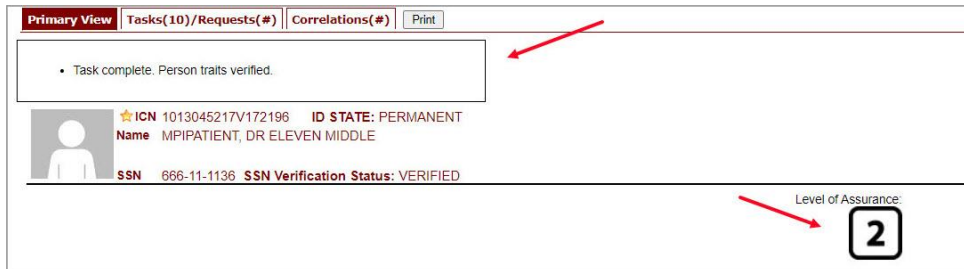 Primary View Tasks(10)/Requests(#) Correlations(#) Print
• Task complete. Person traits verified.
ICN 1013045217V172196 ID STATE: PERMANENT
Name MPIPATIENT, DR ELEVEN MIDDLE
SSN 666-11-1136 SSN Verification Status: VERIFIED
Level of Assurance:
2